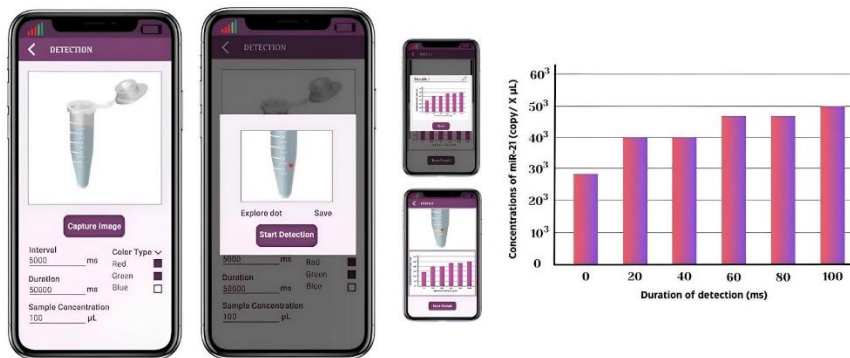 DETECTION
Capture Image
Interval
5000 ms
Color Type
Red
Duration
50000 ms
Green
Blue
Sample Concentration
100 µL
DETECTION
Explore dot Save
Start Detection
5000 ms
Red
Duration
50000 ms
Green
Blue
Sample Concentration
100 µL
Concentrations of miR-21 (copy/ X µL)
60³
50³
40³
30³
20³
10³
0
0 20 40 60 80 100
Duration of detection (ms)